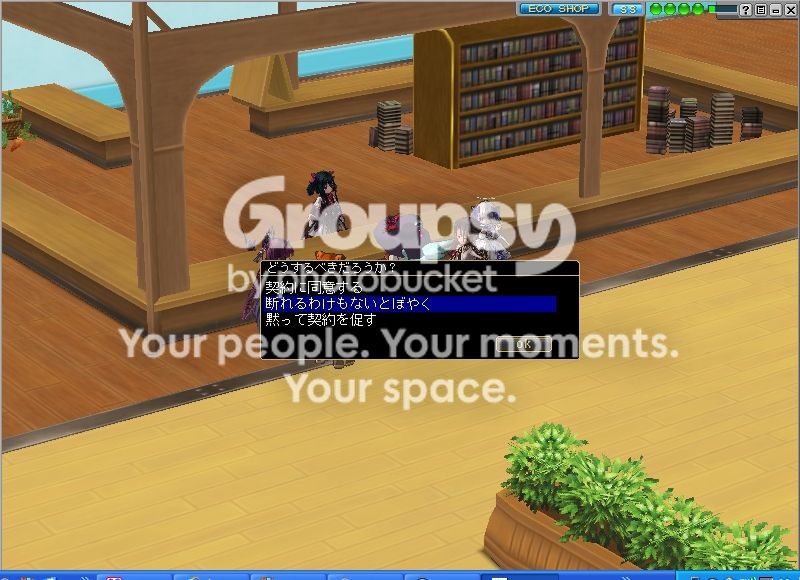 ECO SHOP
SS
?
Groupsy
by photobucket
どうするべきだろうか？
契約に同意する
断れるわけもないとぼやく
黙って契約を促す
ok
Your people. Your moments.
Your space.